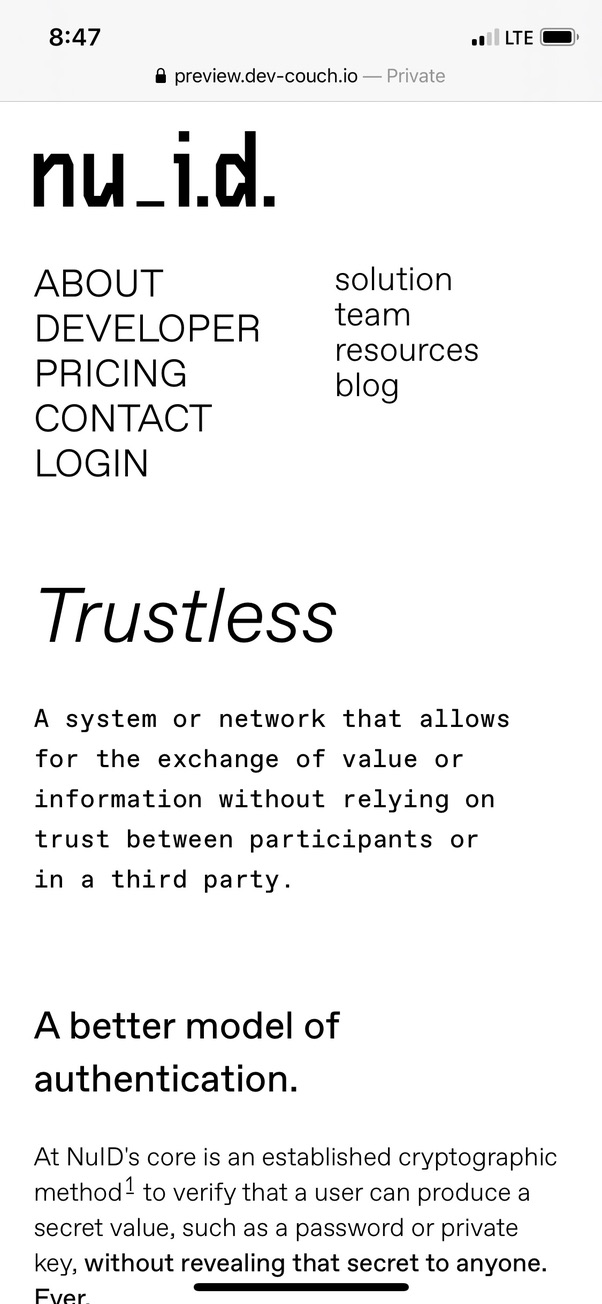 8:47
LTE
preview.dev-couch.io — Private
nu_i.d.
ABOUT
DEVELOPER
PRICING
CONTACT
LOGIN
solution
team
resources
blog
Trustless
A system or network that allows
for the exchange of value or
information without relying on
trust between participants or
in a third party.
A better model of
authentication.
At NuID's core is an established cryptographic
method1 to verify that a user can produce a
secret value, such as a password or private
key, without revealing that secret to anyone.
Ever.